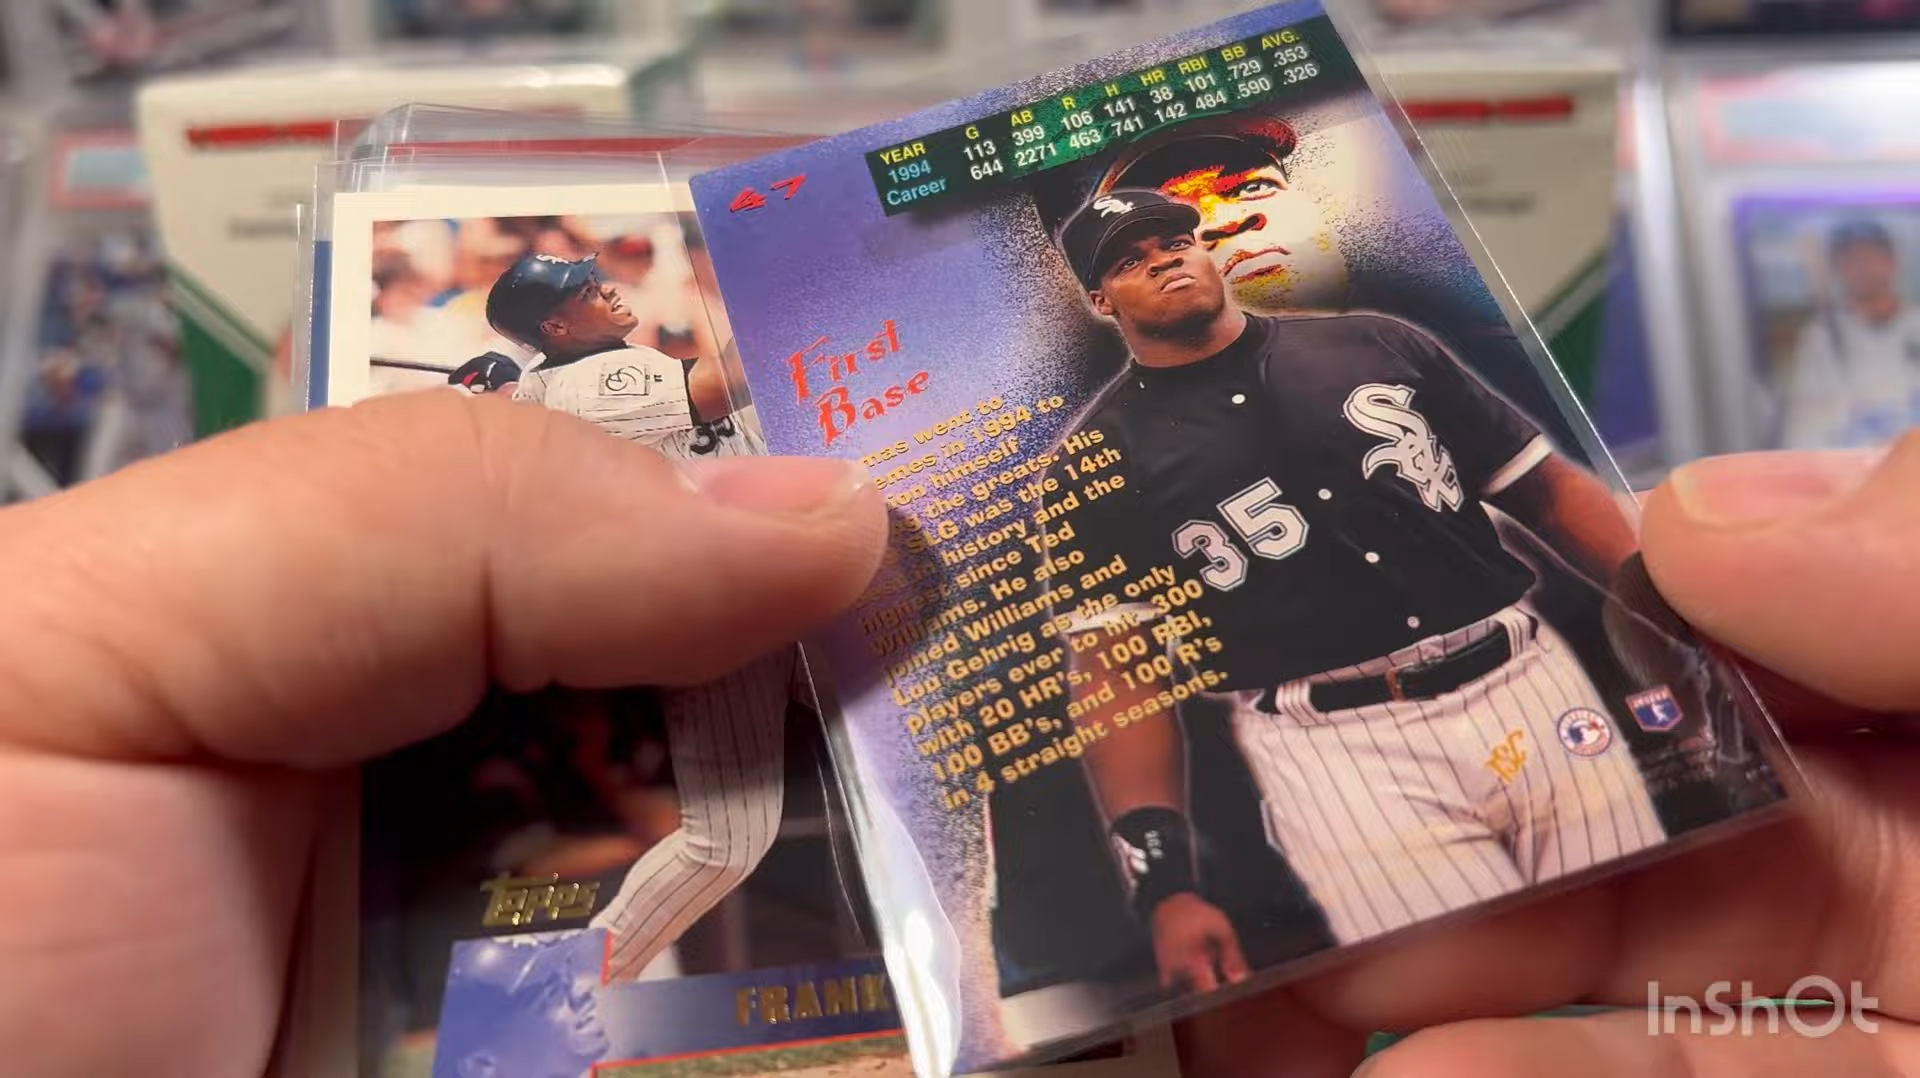 YEAR G AB R H HR RBI BB AVG.
1994 113 399 106 141 38 101 .729 .353
Career 644 2271 463 741 142 484 .590 .326
47
First
Base
went to
in 1994 to
himself
the greats. His
SLG was the 14th
history and the
since Ted
Williams. He also
joined Williams and
Lou Gehrig as the only
players ever to hit .300
with 20 HR's, 100 RBI,
100 BB's, and 100 R's
in 4 straight seasons.
Sox
35
TSC
topps
FRANK
InShOt